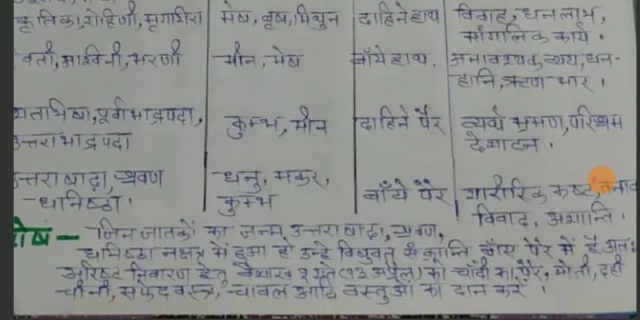 कृतिका,रोहिणी,मृगशिरा मेष,वृष,मिथुन दाहिने हाथ विवाह,धन लाभ,
मांगलिक कार्य.
वती,अश्विनी,भरणी मीन, मेष बाँये हाथ. अनावश्यक,व्यय,धन-
हानि,ऋण-भार।
शतभिषा,पूर्वाभाद्रपदा, कुम्भ,मीन दाहिने पैर व्यर्थ भ्रमण,परिश्रम
उत्तराभाद्रपदा देशाटन।
उत्तराषाढ़ा,श्रवण धनु,मकर, बाँये पैर शारीरिक कष्ट,तनाव
-धनिष्ठा। कुम्भ विवाद, अशान्ति।
जिन जातकों का जन्म उत्तराषाढ़ा,श्रवण,
धनिष्ठा नक्षत्र में हुआ हो उन्हें विषुवत् संक्रान्ति बाँए पैर में है अतः
अरिष्ट निवारण हेतु वैशाख (१३ अप्रैल) को चाँदी का पैर, मोती,दही
चीनी,सफेद वस्त्र,चावल आदि वस्तुओं का दान करें।